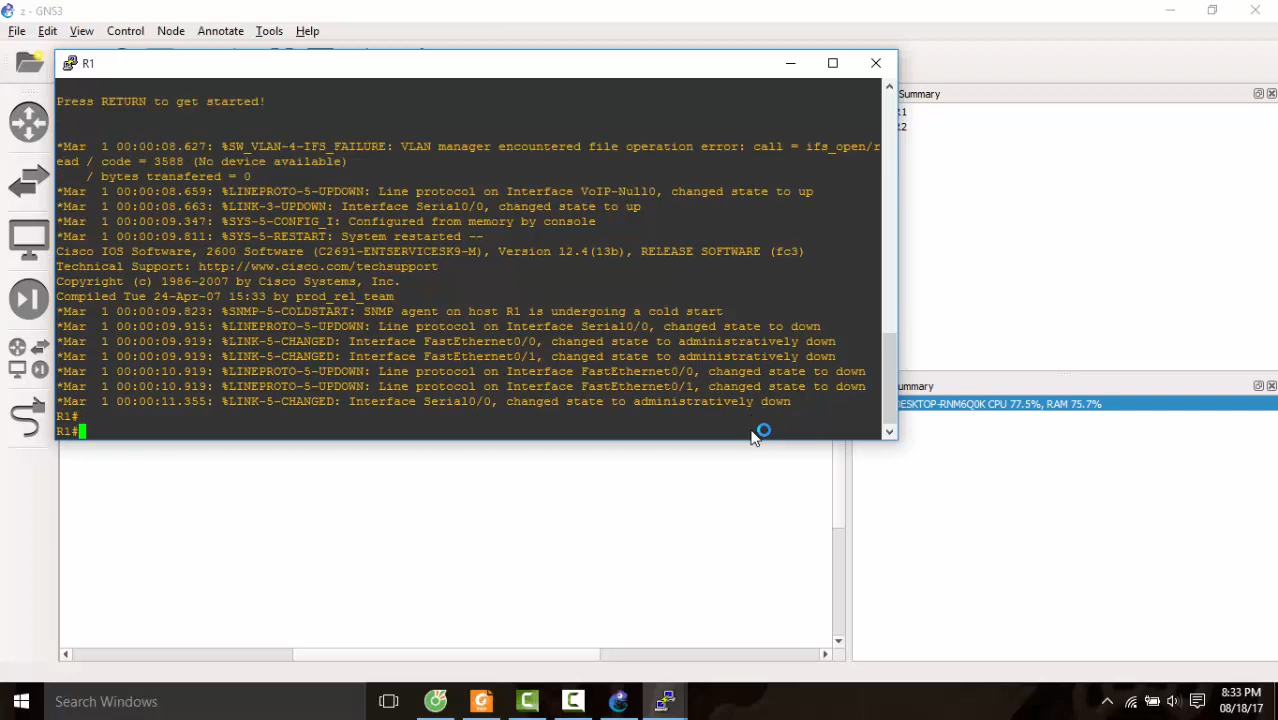 z - GNS3
File Edit View Control Node Annotate Tools Help
R1
Press RETURN to get started!
*Mar 1 00:00:08.627: %SW_VLAN-4-IFS_FAILURE: VLAN manager encountered file operation error: call = ifs_open/r
ead / code = 3588 (No device available)
/ bytes transfered = 0
*Mar 1 00:00:08.659: %LINEPROTO-5-UPDOWN: Line protocol on Interface VoIP-Null0, changed state to up
*Mar 1 00:00:08.663: %LINK-3-UPDOWN: Interface Serial0/0, changed state to up
*Mar 1 00:00:09.347: %SYS-5-CONFIG_I: Configured from memory by console
*Mar 1 00:00:09.811: %SYS-5-RESTART: System restarted --
Cisco IOS Software, 2600 Software (C2691-ENTSERVICESK9-M), Version 12.4(13b), RELEASE SOFTWARE (fc3)
Technical Support: http://www.cisco.com/techsupport
Copyright (c) 1986-2007 by Cisco Systems, Inc.
Compiled Tue 24-Apr-07 15:33 by prod_rel_team
*Mar 1 00:00:09.823: %SNMP-5-COLDSTART: SNMP agent on host R1 is undergoing a cold start
*Mar 1 00:00:09.915: %LINEPROTO-5-UPDOWN: Line protocol on Interface Serial0/0, changed state to down
*Mar 1 00:00:09.919: %LINK-5-CHANGED: Interface FastEthernet0/0, changed state to administratively down
*Mar 1 00:00:09.919: %LINK-5-CHANGED: Interface FastEthernet0/1, changed state to administratively down
*Mar 1 00:00:10.919: %LINEPROTO-5-UPDOWN: Line protocol on Interface FastEthernet0/0, changed state to down
*Mar 1 00:00:10.919: %LINEPROTO-5-UPDOWN: Line protocol on Interface FastEthernet0/1, changed state to down
*Mar 1 00:00:11.355: %LINK-5-CHANGED: Interface Serial0/0, changed state to administratively down
R1#
R1#
Summary
R1
R2
ummary
DESKTOP-RNM6Q0K CPU 77.5%, RAM 75.7%
Search Windows
8:33 PM
08/18/17